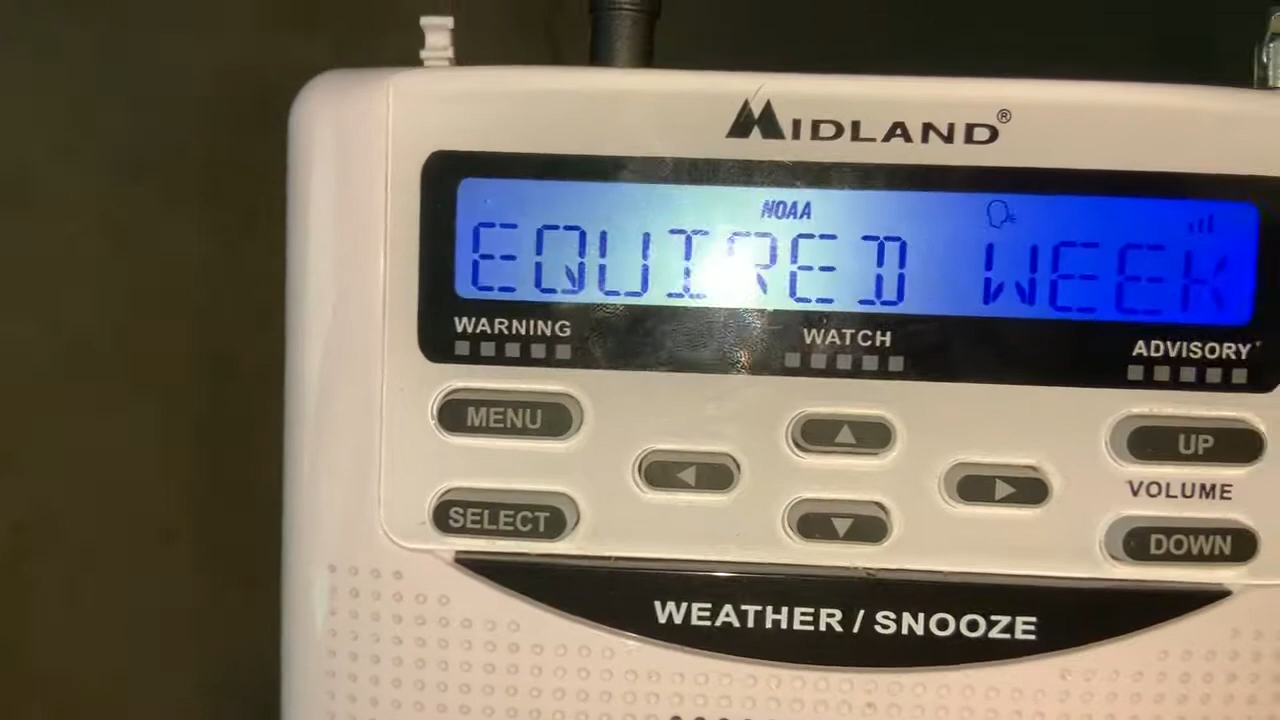 MIDLAND®
NOAA
EQUIRED WEEK
WARNING
WATCH
ADVISORY
MENU
UP
VOLUME
SELECT
DOWN
WEATHER / SNOOZE